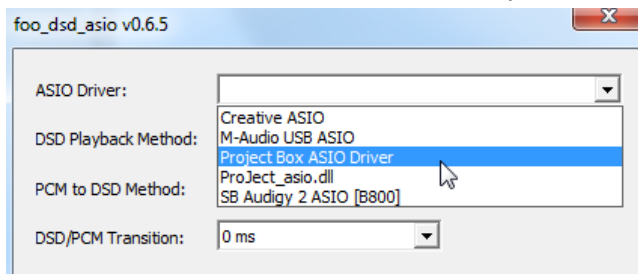 foo_dsd_asio v0.6.5
ASIO Driver:
Creative ASIO
DSD Playback Method:
M-Audio USB ASIO
Project Box ASIO Driver
PCM to DSD Method:
ProJect_asio.dll
SB Audigy 2 ASIO [B800]
DSD/PCM Transition:
0 ms